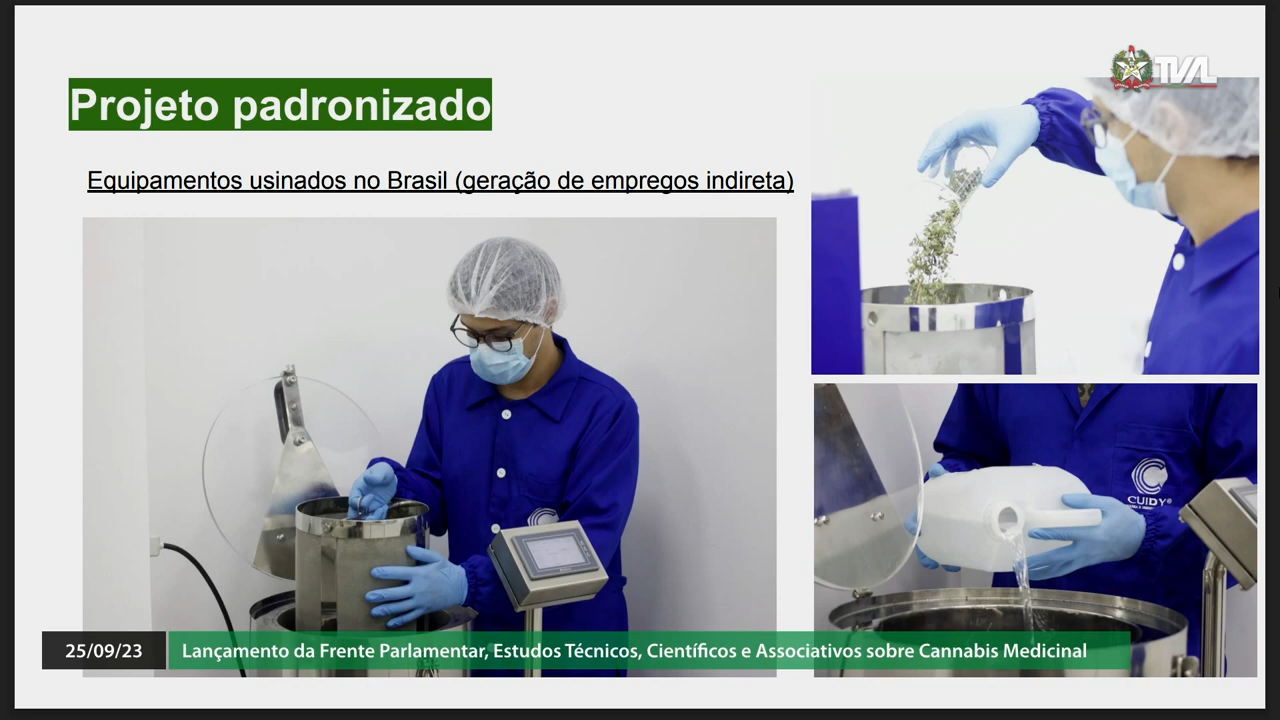 TVAL
Projeto padronizado
Equipamentos usinados no Brasil (geração de empregos indireta)
CUIDY®
25/09/23
Lançamento da Frente Parlamentar, Estudos Técnicos, Científicos e Associativos sobre Cannabis Medicinal